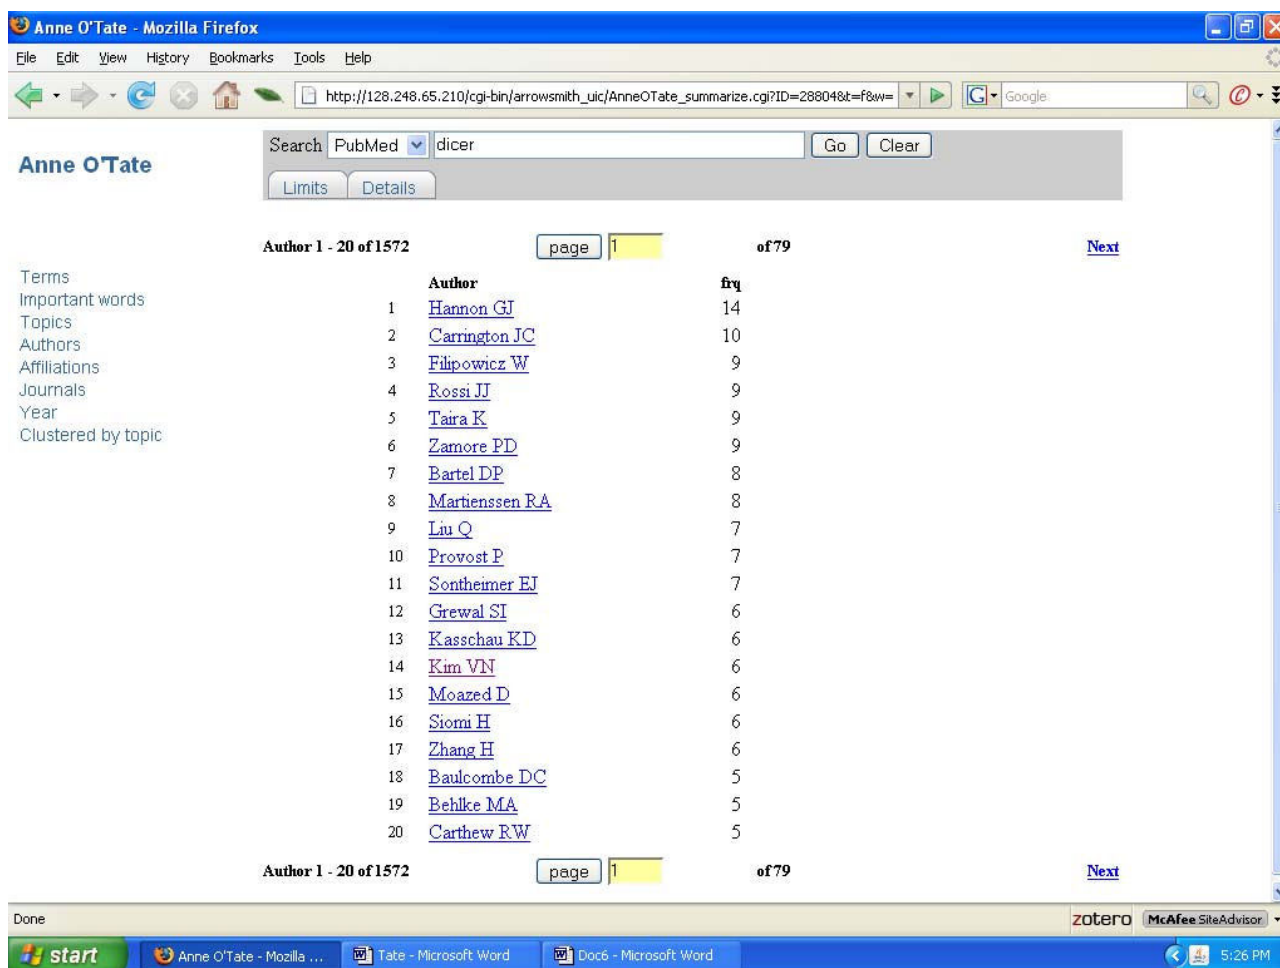 Anne O'Tate - Mozilla Firefox
File Edit View History Bookmarks Tools Help
http://128.248.65.210/cgi-bin/arrowsmith_uic/AnneOTate_summarize.cgi?ID=28804&t=f&w= Google
Anne O'Tate
Search PubMed dicer Go Clear
Limits Details
Author 1 - 20 of 1572 page 1 of 79 Next
Terms
Important words
Topics
Authors
Affiliations
Journals
Year
Clustered by topic
Author frq
1 Hannon GJ 14
2 Carrington JC 10
3 Filipowicz W 9
4 Rossi JJ 9
5 Taira K 9
6 Zamore PD 9
7 Bartel DP 8
8 Martienssen RA 8
9 Liu Q 7
10 Provost P 7
11 Sontheimer EJ 7
12 Grewal SI 6
13 Kasschau KD 6
14 Kim VN 6
15 Moazed D 6
16 Siomi H 6
17 Zhang H 6
18 Baulcombe DC 5
19 Behlke MA 5
20 Carthew RW 5
Author 1 - 20 of 1572 page 1 of 79 Next
Done zotero McAfee SiteAdvisor
start Anne O'Tate - Mozilla ... Tate - Microsoft Word Doc6 - Microsoft Word 5:26 PM